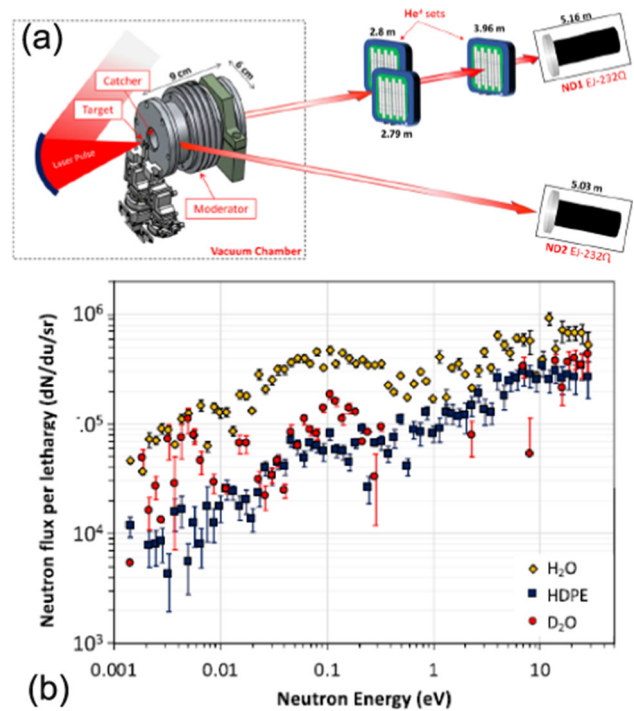 (a)
He³ sets
2.8 m
3.96 m
5.16 m
9 cm
6 cm
Catcher
Target
ND1 EJ-232Q
Laser Pulse
2.79 m
Moderator
5.03 m
Vacuum Chamber
ND2 EJ-232Q
Neutron flux per lethargy (dN/du/sr)
10⁶
10⁵
10⁴
10³
H₂O
HDPE
D₂O
0.001
0.01
0.1
1
10
Neutron Energy (eV)
(b)